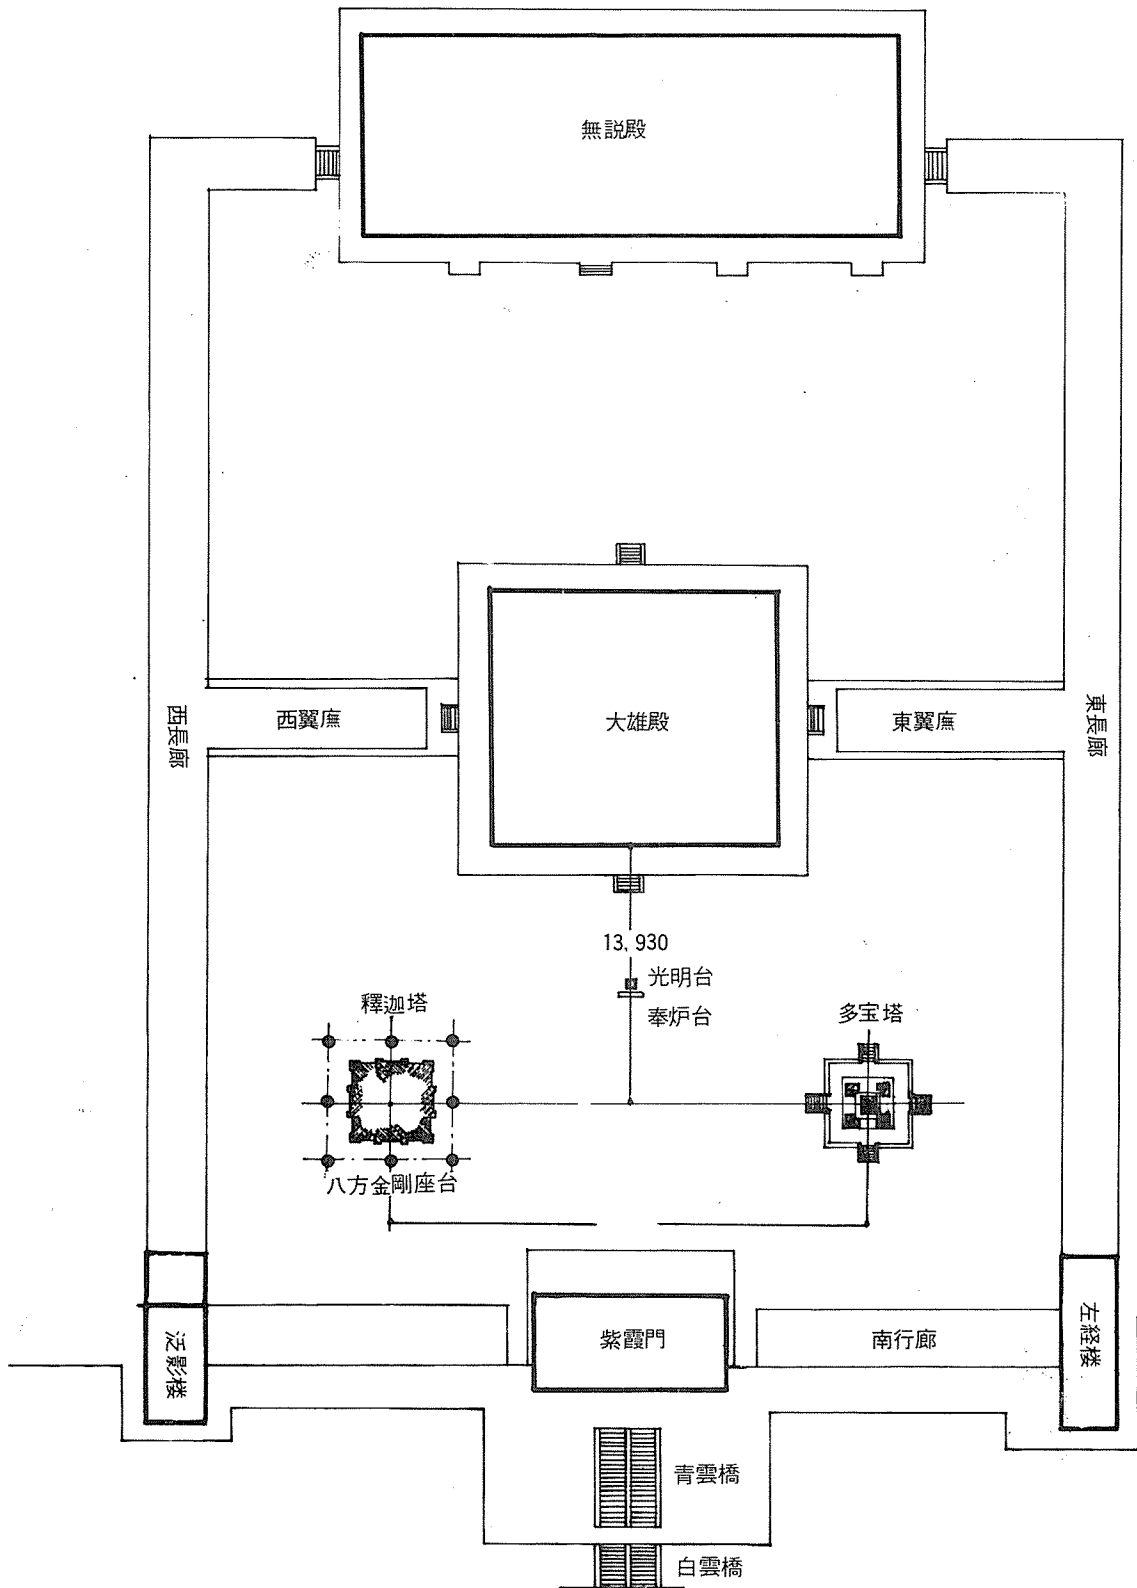 無説殿
西長廊
西翼廡
大雄殿
東翼廡
東長廊
13,930
光明台
奉炉台
釋迦塔
多宝塔
八方金剛座台
泛影楼
紫霞門
南行廊
左経楼
青雲橋
白雲橋